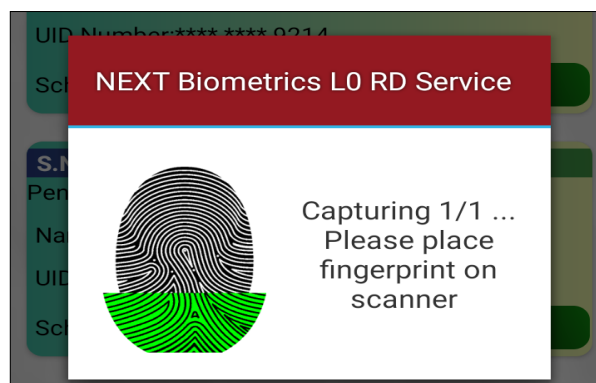 UID Number:**** **** 9214
Sch
NEXT Biometrics L0 RD Service
S.N
Pen
Capturing 1/1 ...
Please place
fingerprint on
scanner
Na
UID
Sch